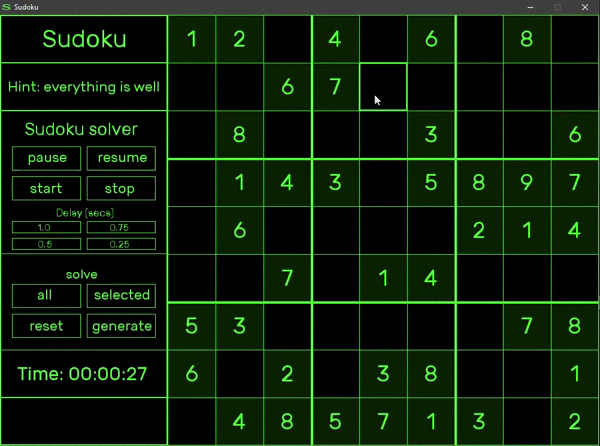 Sudoku
Sudoku
Hint: everything is well
Sudoku solver
pause resume
start stop
Delay [secs]
1.0 0.75
0.5 0.25
solve
all selected
reset generate
Time: 00:00:27
1 2 4 6 8
6 7
8 3 6
1 4 3 5 8 9 7
6 2 1 4
7 1 4
5 3 7 8
6 2 3 8 1
4 8 5 7 1 3 2